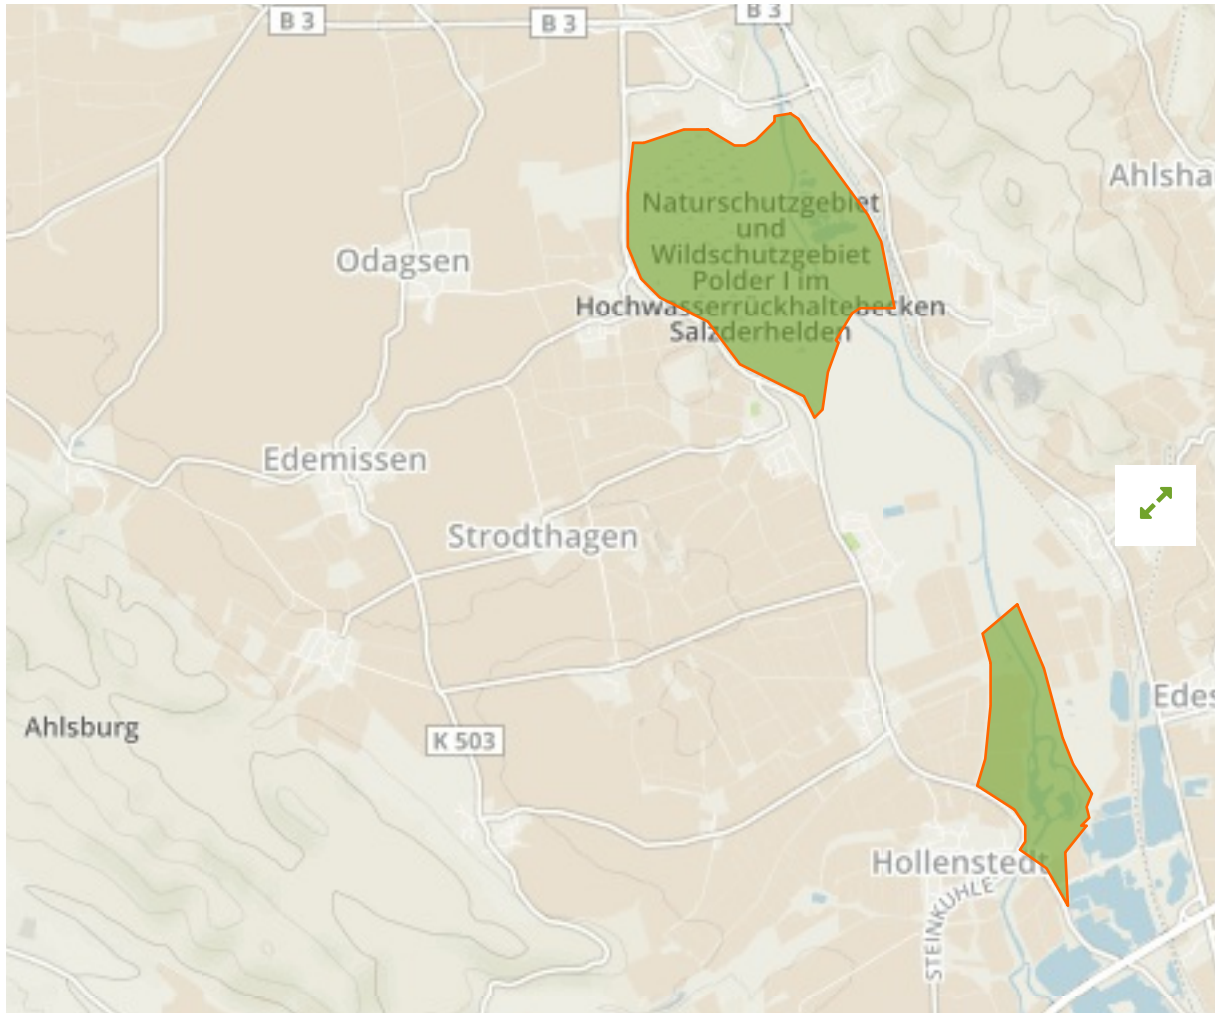 B 3
B 3
B 3
Ahlsha
Naturschutzgebiet
und
Wildschutzgebiet
Polder I im
Hochwasserrückhaltebecken
Salzderhelden
Odagsen
Edemissen
Strodthagen
Edes
Ahlsburg
K 503
Hollenstedt
STEINKUHLE